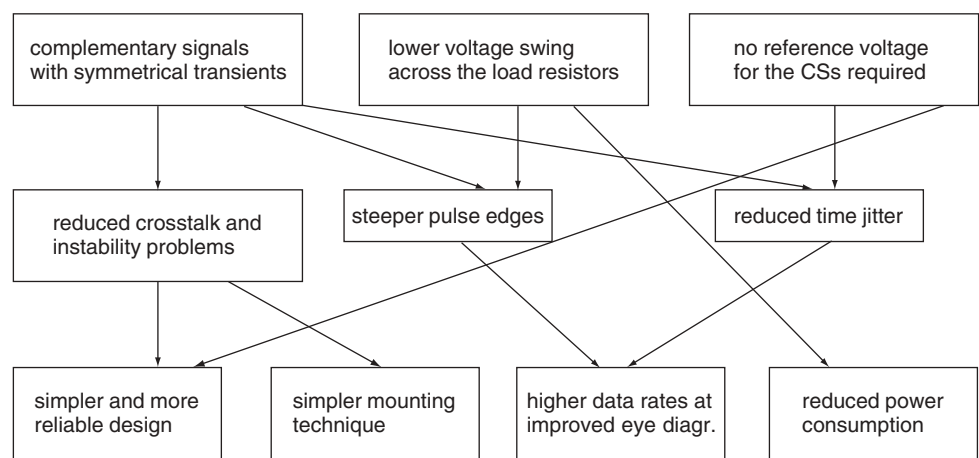 complementary signals
with symmetrical transients
lower voltage swing
across the load resistors
no reference voltage
for the CSs required
reduced crosstalk and
instability problems
steeper pulse edges
reduced time jitter
simpler and more
reliable design
simpler mounting
technique
higher data rates at
improved eye diagr.
reduced power
consumption